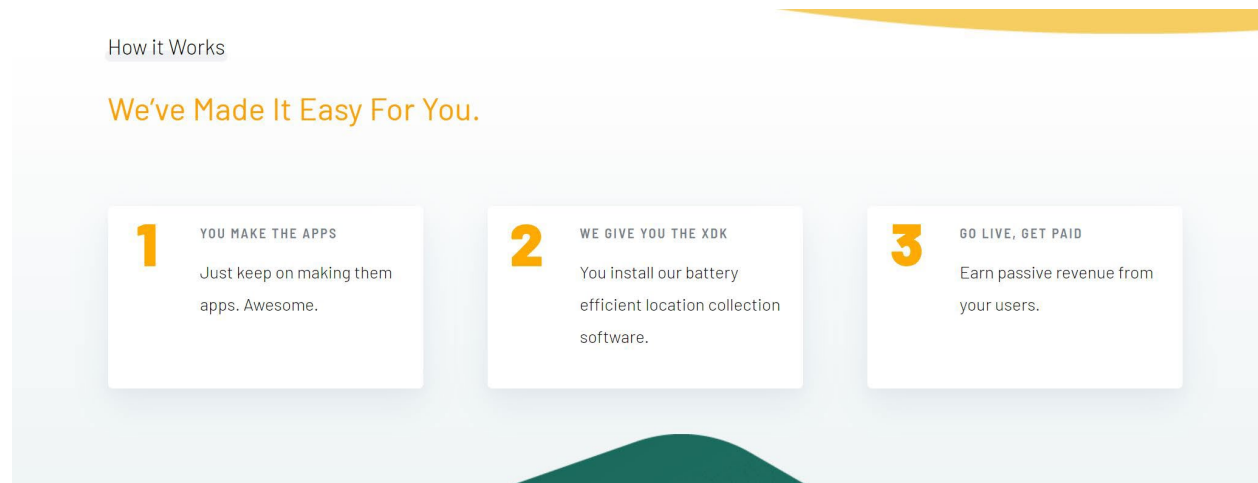 How it Works
We've Made It Easy For You.
1
YOU MAKE THE APPS
Just keep on making them
apps. Awesome.
2
WE GIVE YOU THE XDK
You install our battery
efficient location collection
software.
3
GO LIVE, GET PAID
Earn passive revenue from
your users.